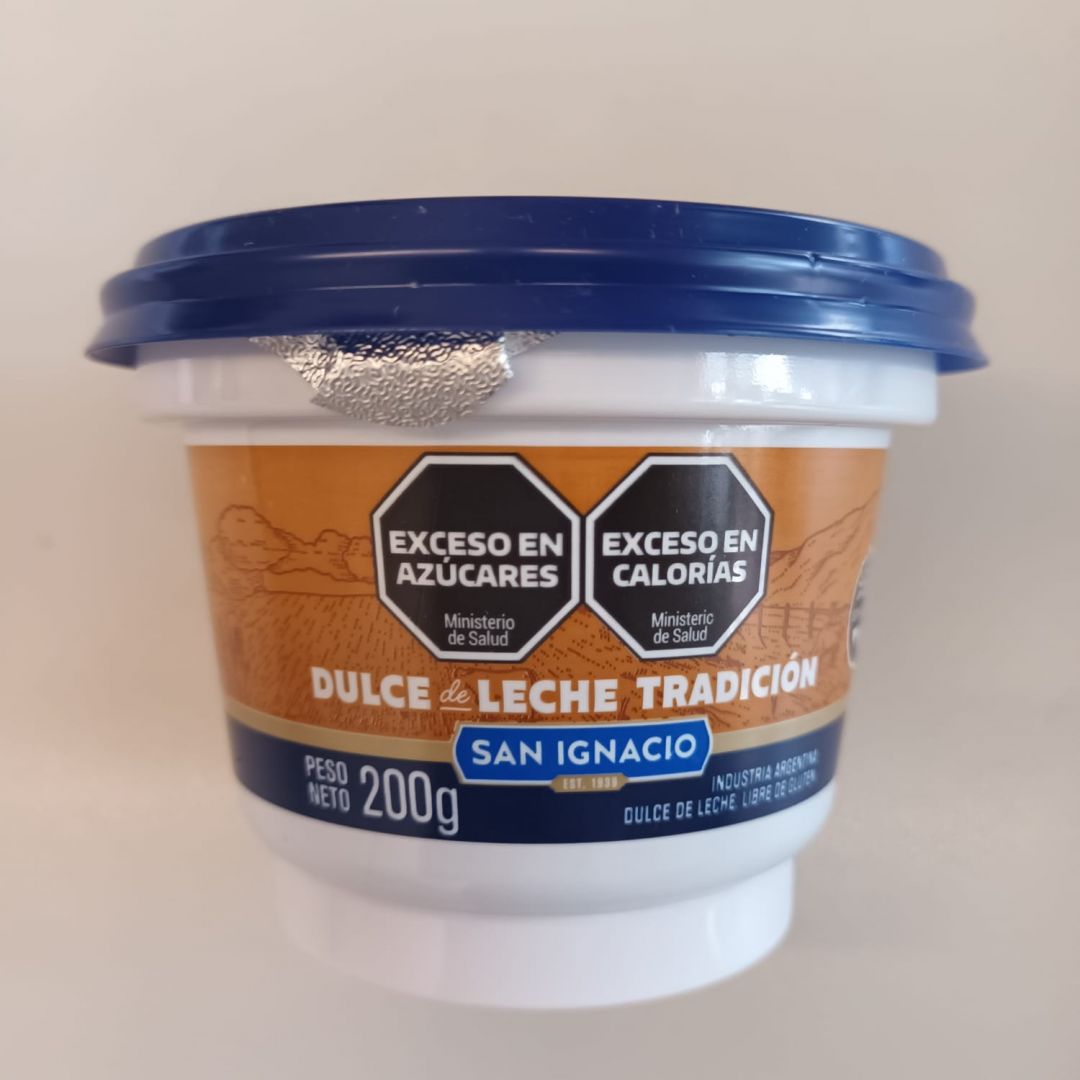 EXCESO EN
AZÚCARES
Ministerio
de Salud
EXCESO EN
CALORÍAS
Ministerio
de Salud
DULCE de LECHE TRADICIÓN
SAN IGNACIO
EST. 1939
PESO
NETO 200g
INDUSTRIA ARGENTINA.
DULCE DE LECHE. LIBRE DE GLUTEN.